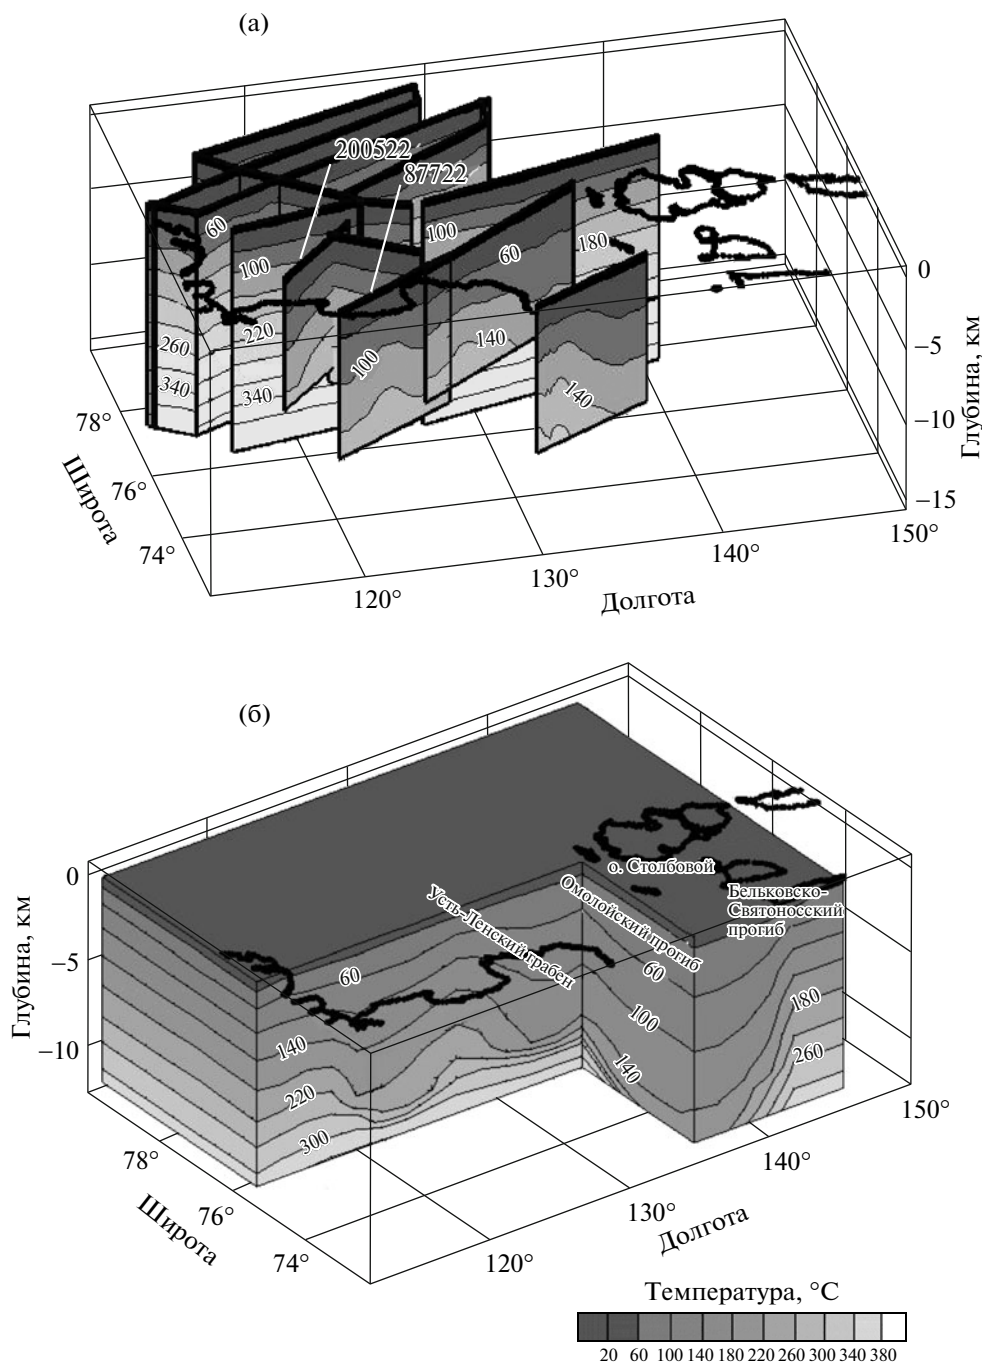 (а)
200522
87722
60
100
100
60
180
220
260
140
100
340
340
140
0
−5
−10
−15
Глубина, км
78°
76°
74°
Широта
120°
130°
140°
150°
Долгота
(б)
0
−5
−10
Глубина, км
о. Столбовой
Бельковско-
Святоносский
прогиб
Омолойский прогиб
Усть-Ленский грабен
60
60
100
180
140
140
260
220
300
78°
76°
74°
Широта
120°
130°
140°
150°
Долгота
Температура, °C
20 60 100 140 180 220 260 300 340 380